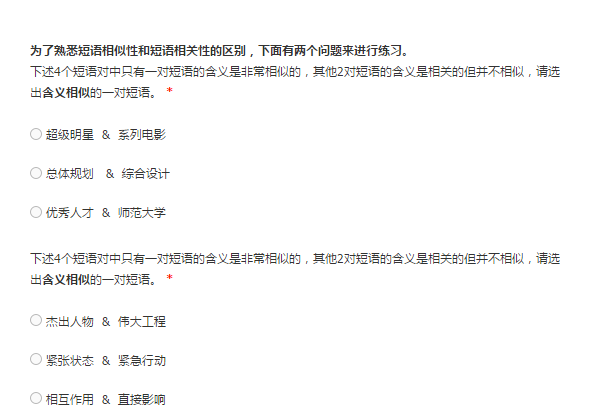 为了熟悉短语相似性和短语相关性的区别，下面有两个问题来进行练习。
下述4个短语对中只有一对短语的含义是非常相似的，其他2对短语的含义是相关的但并不相似，请选
出含义相似的一对短语。 *
超级明星 & 系列电影
总体规划 & 综合设计
优秀人才 & 师范大学
下述4个短语对中只有一对短语的含义是非常相似的，其他2对短语的含义是相关的但并不相似，请选
出含义相似的一对短语。 *
杰出人物 & 伟大工程
紧张状态 & 紧急行动
相互作用 & 直接影响